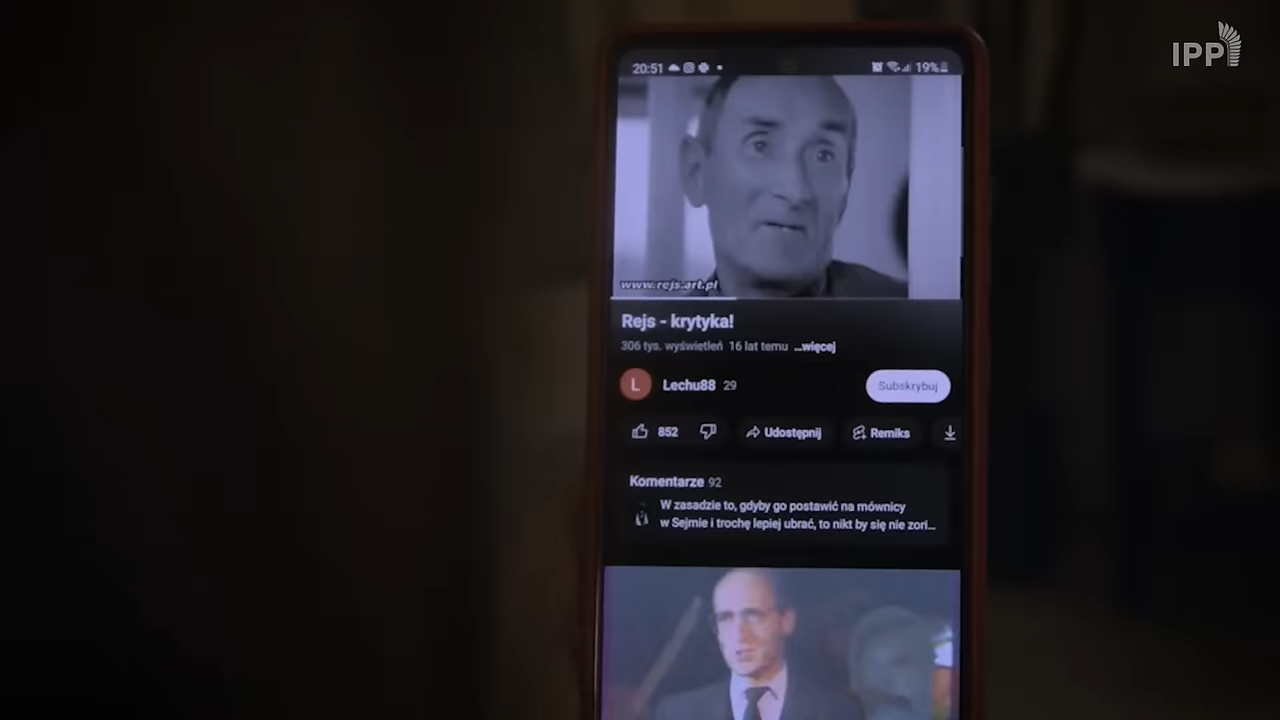 IPP
20:51
19%
www.rejs.art.pl
Rejs - krytyka!
306 tys. wyświetleń 16 lat temu ...więcej
L
Lechu88 29
Subskrybuj
852
Udostępnij
Remiks
Komentarze 92
W zasadzie to, gdyby go postawić na mównicy
w Sejmie i trochę lepiej ubrać, to nikt by się nie zori...